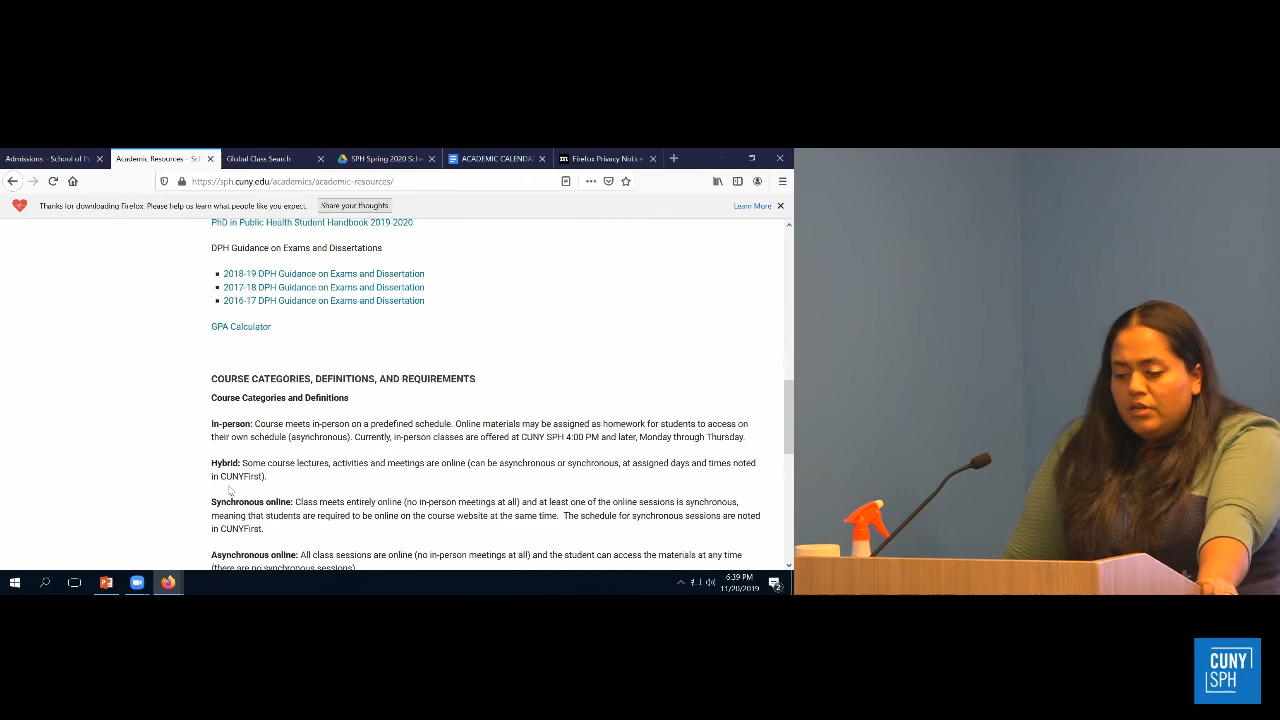 Admissions – School of Pu
Academic Resources – Sch
Global Class Search
SPH Spring 2020 Sche
ACADEMIC CALENDA
Firefox Privacy Notice
https://sph.cuny.edu/academics/academic-resources/
Thanks for downloading Firefox. Please help us learn what people like you expect.
Share your thoughts
Learn More
PhD in Public Health Student Handbook 2019-2020
DPH Guidance on Exams and Dissertations
2018-19 DPH Guidance on Exams and Dissertation
2017-18 DPH Guidance on Exams and Dissertation
2016-17 DPH Guidance on Exams and Dissertation
GPA Calculator
COURSE CATEGORIES, DEFINITIONS, AND REQUIREMENTS
Course Categories and Definitions
In-person: Course meets in-person on a predefined schedule. Online materials may be assigned as homework for students to access on
their own schedule (asynchronous). Currently, in-person classes are offered at CUNY SPH 4:00 PM and later, Monday through Thursday.
Hybrid: Some course lectures, activities and meetings are online (can be asynchronous or synchronous, at assigned days and times noted
in CUNYFirst).
Synchronous online: Class meets entirely online (no in-person meetings at all) and at least one of the online sessions is synchronous,
meaning that students are required to be online on the course website at the same time. The schedule for synchronous sessions are noted
in CUNYFirst.
Asynchronous online: All class sessions are online (no in-person meetings at all) and the student can access the materials at any time
(there are no synchronous sessions)
6:39 PM
11/20/2019
2
CUNY
SPH